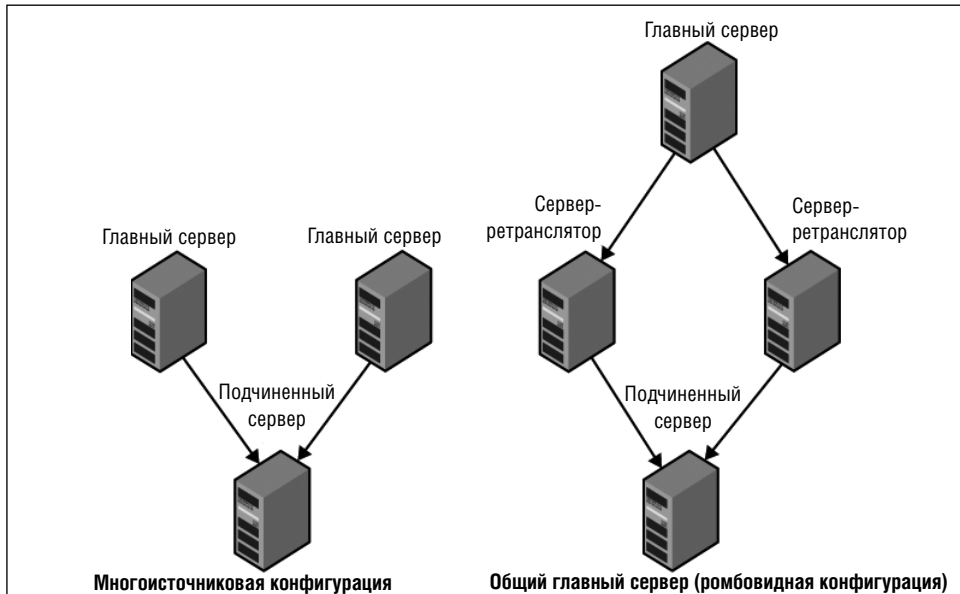 Главный сервер
Сервер-
ретранслятор
Сервер-
ретранслятор
Главный сервер
Главный сервер
Подчиненный
сервер
Подчиненный
сервер
Многоисточниковая конфигурация
Общий главный сервер (ромбовидная конфигурация)